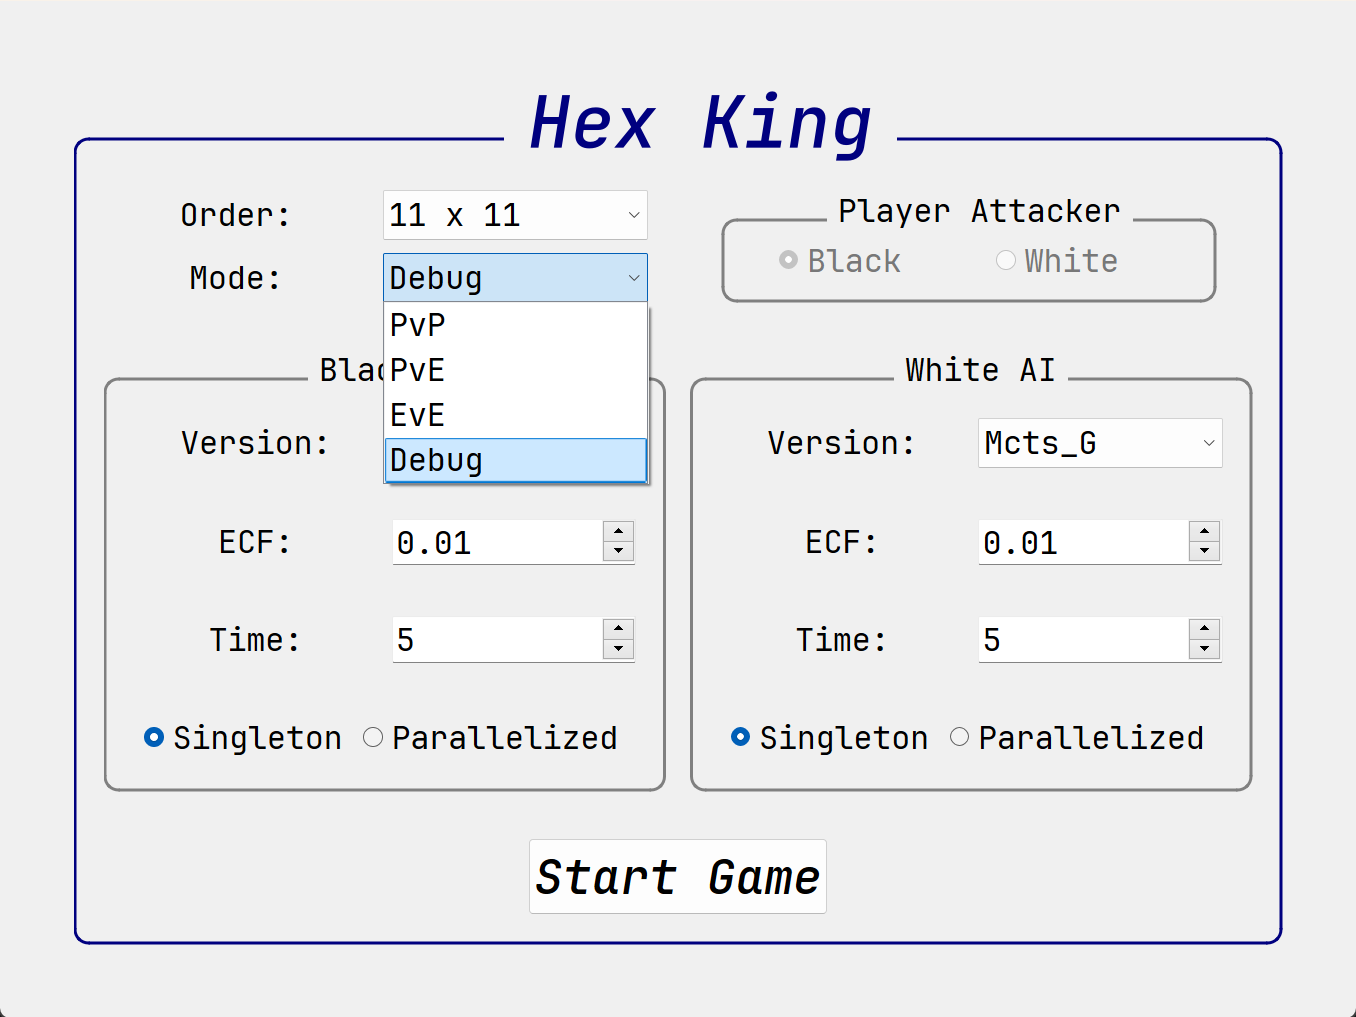 Hex King
Order: 11 x 11
Mode: Debug
PvP
PvE
EvE
Debug
Player Attacker
Black White
Version:
ECF: 0.01
Time: 5
Singleton Parallelized
White AI
Version: Mcts_G
ECF: 0.01
Time: 5
Singleton Parallelized
Start Game